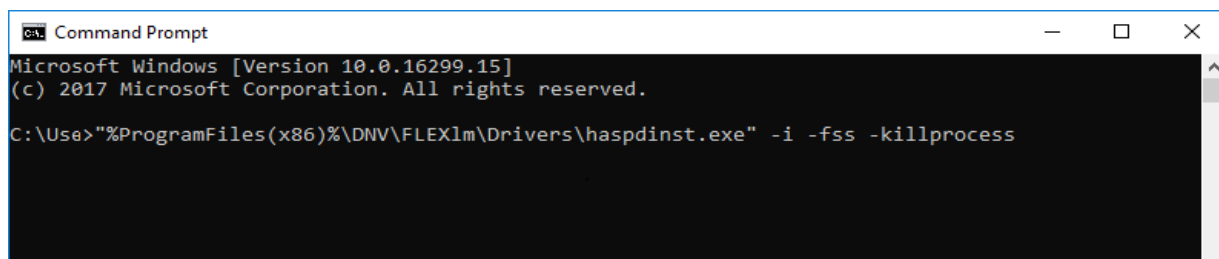 Command Prompt
Microsoft Windows [Version 10.0.16299.15]
(c) 2017 Microsoft Corporation. All rights reserved.
C:\Use>"%ProgramFiles(x86)%\DNV\FLEXlm\Drivers\haspdinst.exe" -i -fss -killprocess